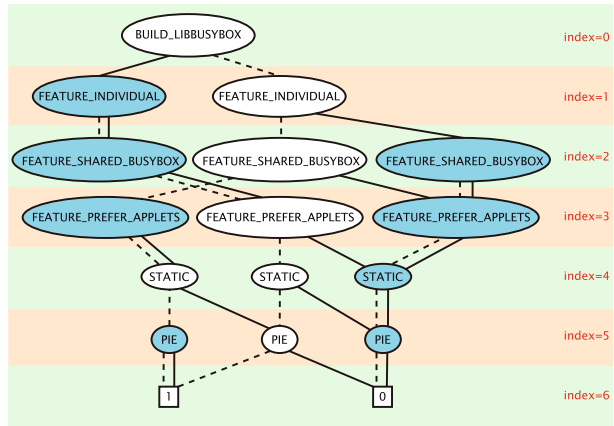 BUILD_LIBBUSYBOX index=0
FEATURE_INDIVIDUAL FEATURE_INDIVIDUAL index=1
FEATURE_SHARED_BUSYBOX FEATURE_SHARED_BUSYBOX FEATURE_SHARED_BUSYBOX index=2
FEATURE_PREFER_APPLETS FEATURE_PREFER_APPLETS FEATURE_PREFER_APPLETS index=3
STATIC STATIC STATIC index=4
PIE PIE PIE index=5
1 0 index=6